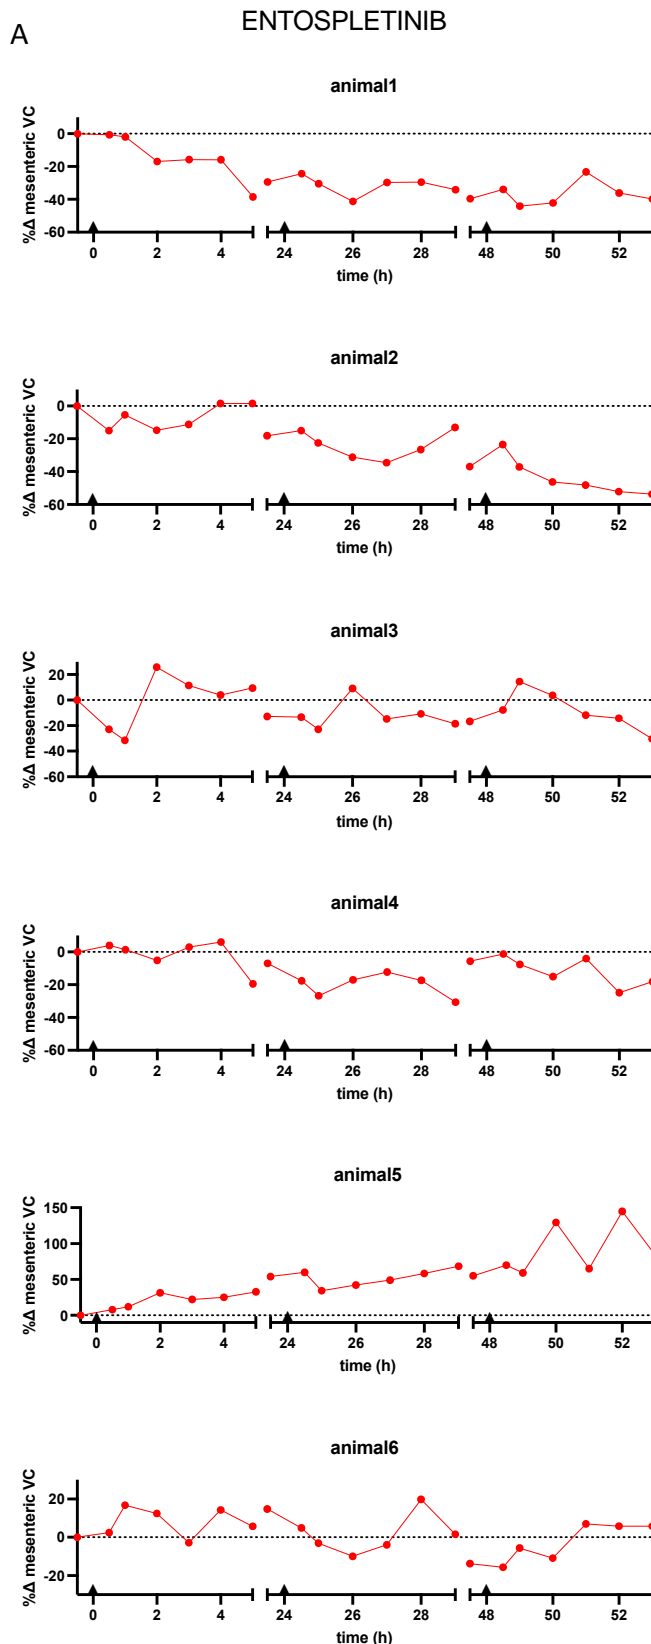 A
ENTOSPLETINIB
animal1
%Δ mesenteric VC
0
-20
-40
-60
0 2 4 24 26 28 48 50 52
time (h)
animal2
%Δ mesenteric VC
0
-20
-40
-60
0 2 4 24 26 28 48 50 52
time (h)
animal3
%Δ mesenteric VC
20
0
-20
-40
-60
0 2 4 24 26 28 48 50 52
time (h)
animal4
%Δ mesenteric VC
0
-20
-40
-60
0 2 4 24 26 28 48 50 52
time (h)
animal5
%Δ mesenteric VC
150
100
50
0
0 2 4 24 26 28 48 50 52
time (h)
animal6
%Δ mesenteric VC
20
0
-20
0 2 4 24 26 28 48 50 52
time (h)